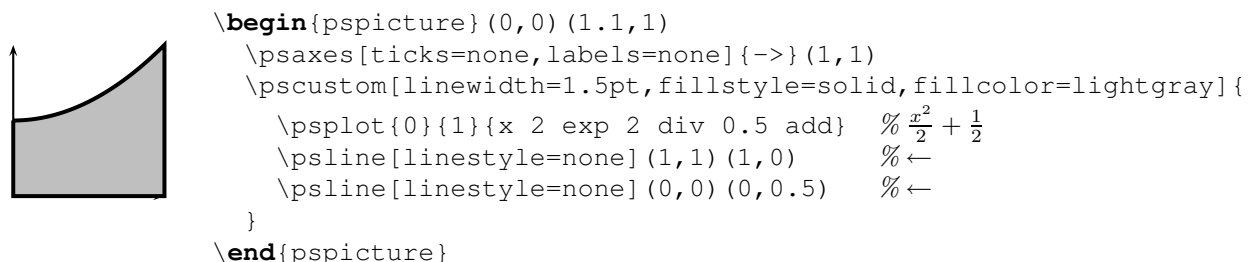 \begin{pspicture}(0,0)(1.1,1)
\psaxes[ticks=none,labels=none]{->}(1,1)
\pscustom[linewidth=1.5pt,fillstyle=solid,fillcolor=lightgray]{
\psplot{0}{1}{x 2 exp 2 div 0.5 add} % x²/2 + 1/2
\psline[linestyle=none](1,1)(1,0) % ←
\psline[linestyle=none](0,0)(0,0.5) % ←
}
\end{pspicture}